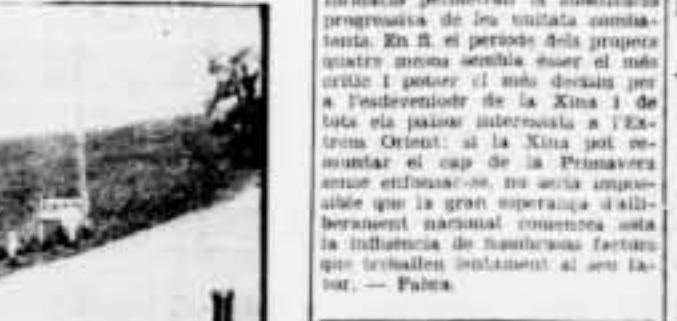 progressiva de les unitats comba-
tents. En fi, el període dels propers
quatre mesos sembla ésser el més
crític i potser el més decisiu per
a l'esdevenidor de la Xina i de
tots els països interessats a l'Ex-
trem Orient: si la Xina pot re-
muntar el cap de la Primavera
sense enfonsar-se, no seria impos-
sible que la gran esperança d'alli-
berament nacional comencés sota
la influència de nombrosos factors
que treballen lentament al seu fa-
vor. — Fabra.